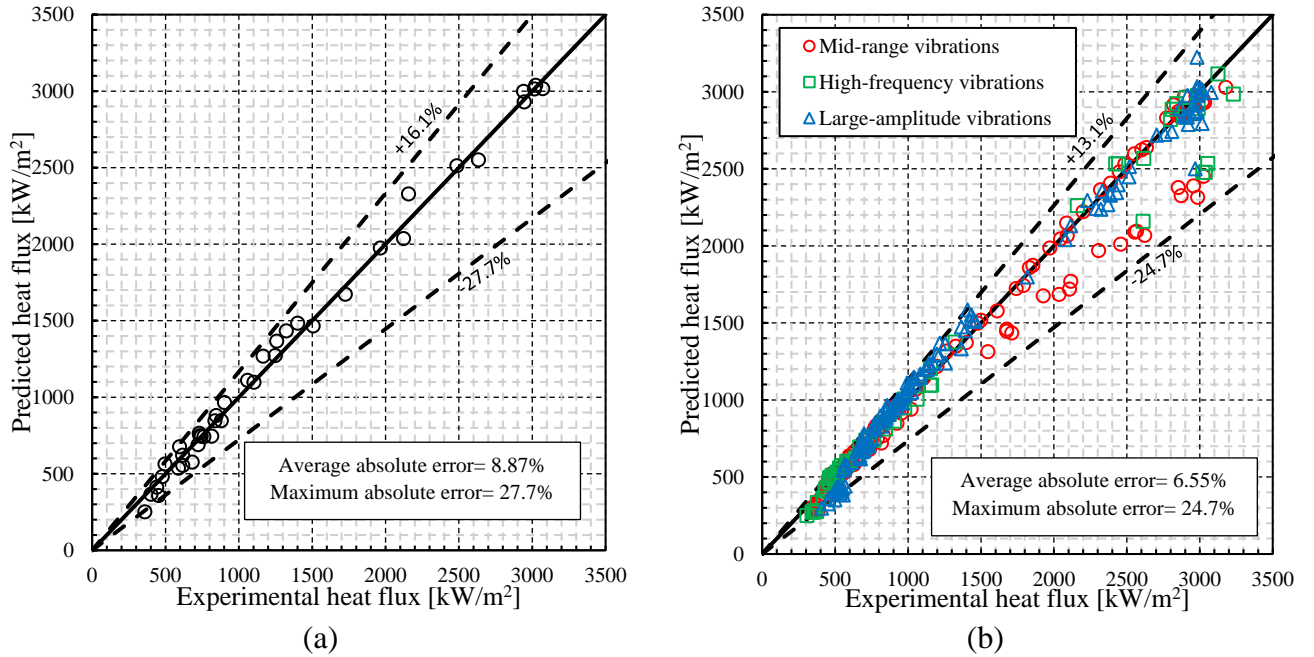 3500
3000
2500
2000
1500
1000
500
0
Predicted heat flux [kW/m²]
+16.1%
-27.7%
Average absolute error= 8.87%
Maximum absolute error= 27.7%
0 500 1000 1500 2000 2500 3000 3500
Experimental heat flux [kW/m²]
(a)
3500
3000
2500
2000
1500
1000
500
0
Predicted heat flux [kW/m²]
Mid-range vibrations
High-frequency vibrations
Large-amplitude vibrations
+13.1%
-24.7%
Average absolute error= 6.55%
Maximum absolute error= 24.7%
0 500 1000 1500 2000 2500 3000 3500
Experimental heat flux [kW/m²]
(b)